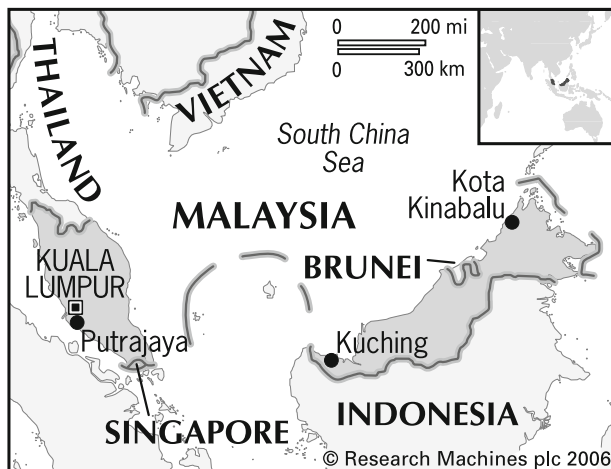 THAILAND
VIETNAM
0 200 mi
0 300 km
South China
Sea
Kota
Kinabalu
MALAYSIA
BRUNEI
KUALA
LUMPUR
Putrajaya
Kuching
SINGAPORE
INDONESIA
© Research Machines plc 2006